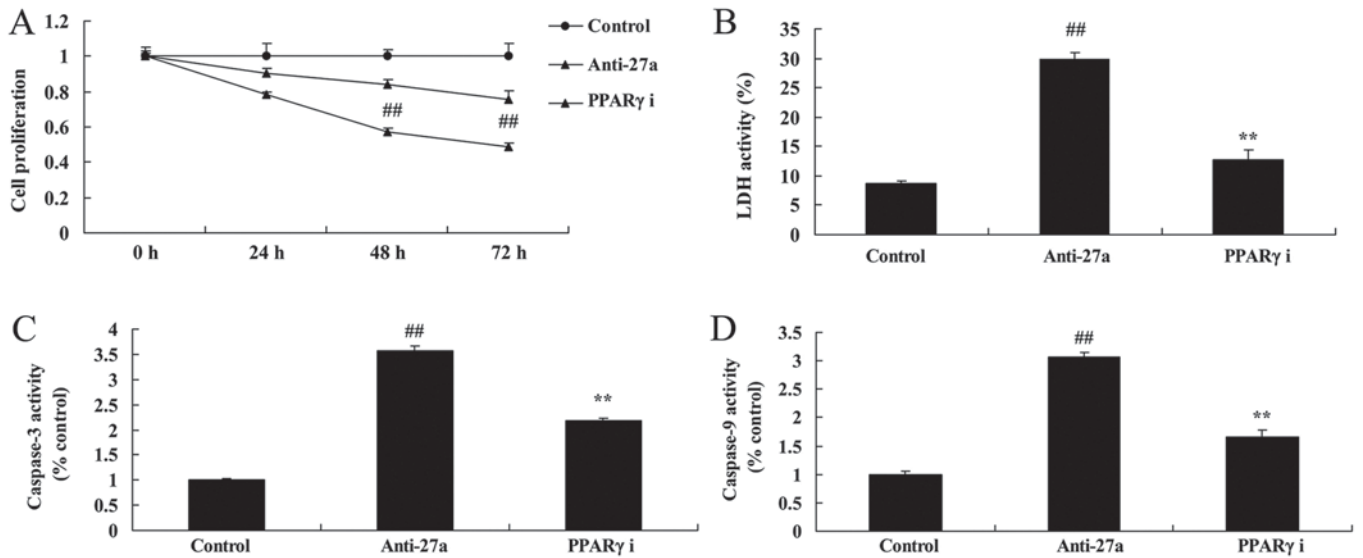 A
Cell proliferation
1.2
1
0.8
0.6
0.4
0.2
0
0 h 24 h 48 h 72 h
## ##
Control
Anti-27a
PPARγ i
B
LDH activity (%)
35
30
25
20
15
10
5
0
##
**
Control Anti-27a PPARγ i
C
Caspase-3 activity
(% control)
4
3.5
3
2.5
2
1.5
1
0.5
0
##
**
Control Anti-27a PPARγ i
D
Caspase-9 activity
(% control)
3.5
3
2.5
2
1.5
1
0.5
0
##
**
Control Anti-27a PPARγ i